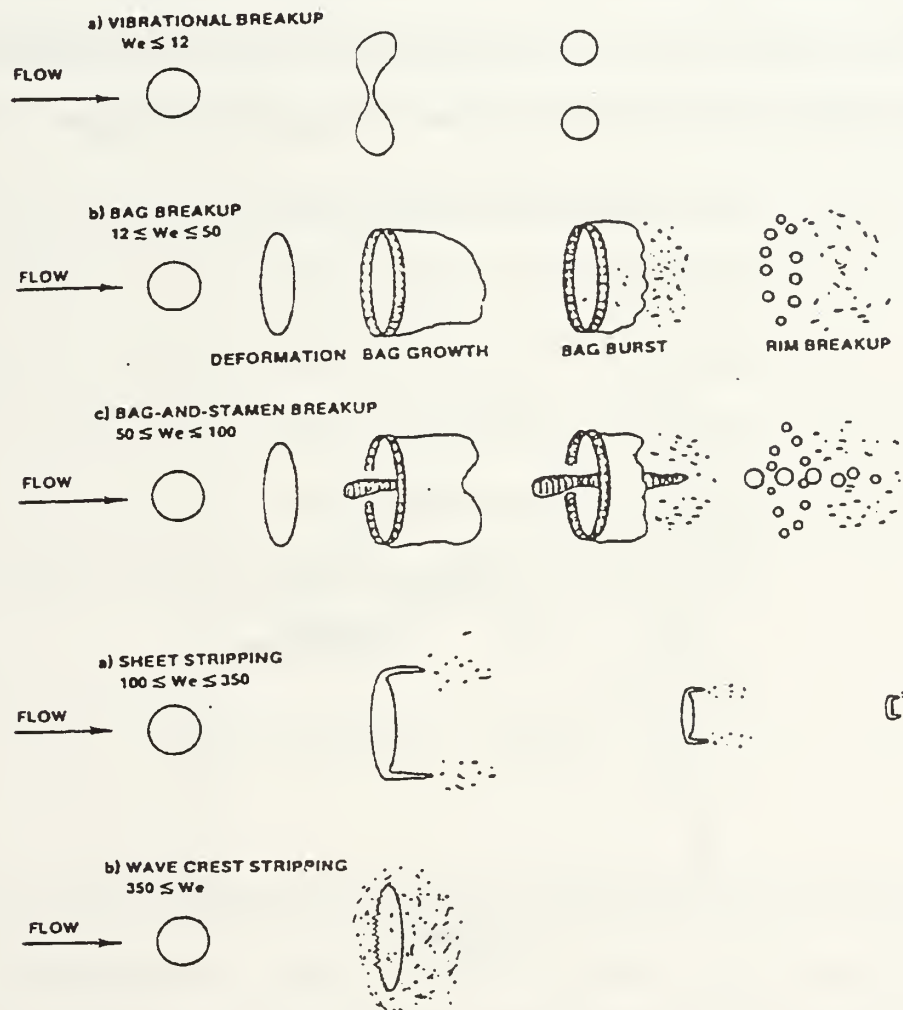 a) VIBRATIONAL BREAKUP
We ≤ 12
FLOW
b) BAG BREAKUP
12 ≤ We ≤ 50
FLOW
DEFORMATION BAG GROWTH BAG BURST RIM BREAKUP
c) BAG-AND-STAMEN BREAKUP
50 ≤ We ≤ 100
FLOW
a) SHEET STRIPPING
100 ≤ We ≤ 350
FLOW
b) WAVE CREST STRIPPING
350 ≤ We
FLOW